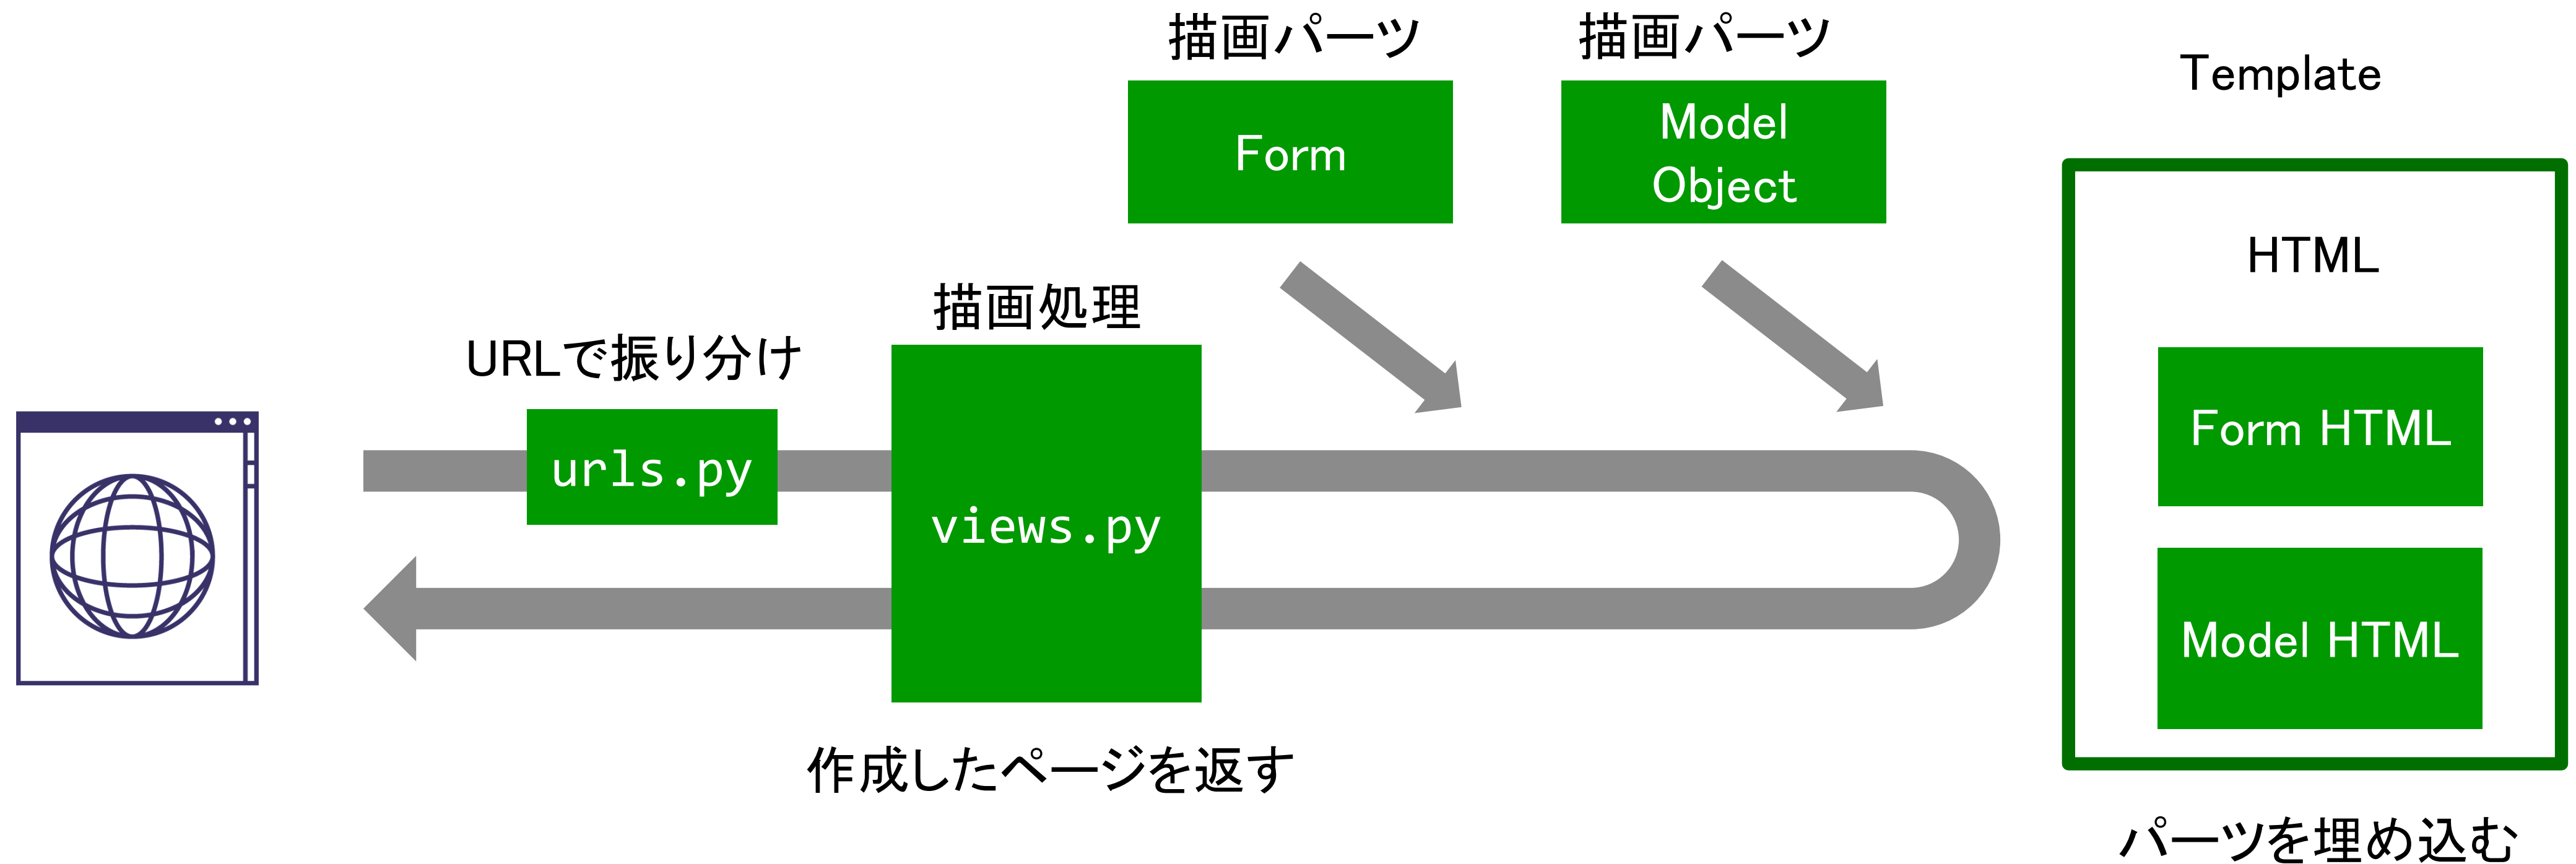 描画パーツ
描画パーツ
Template
Form
Model
Object
HTML
描画処理
URLで振り分け
urls.py
views.py
Form HTML
Model HTML
作成したページを返す
パーツを埋め込む